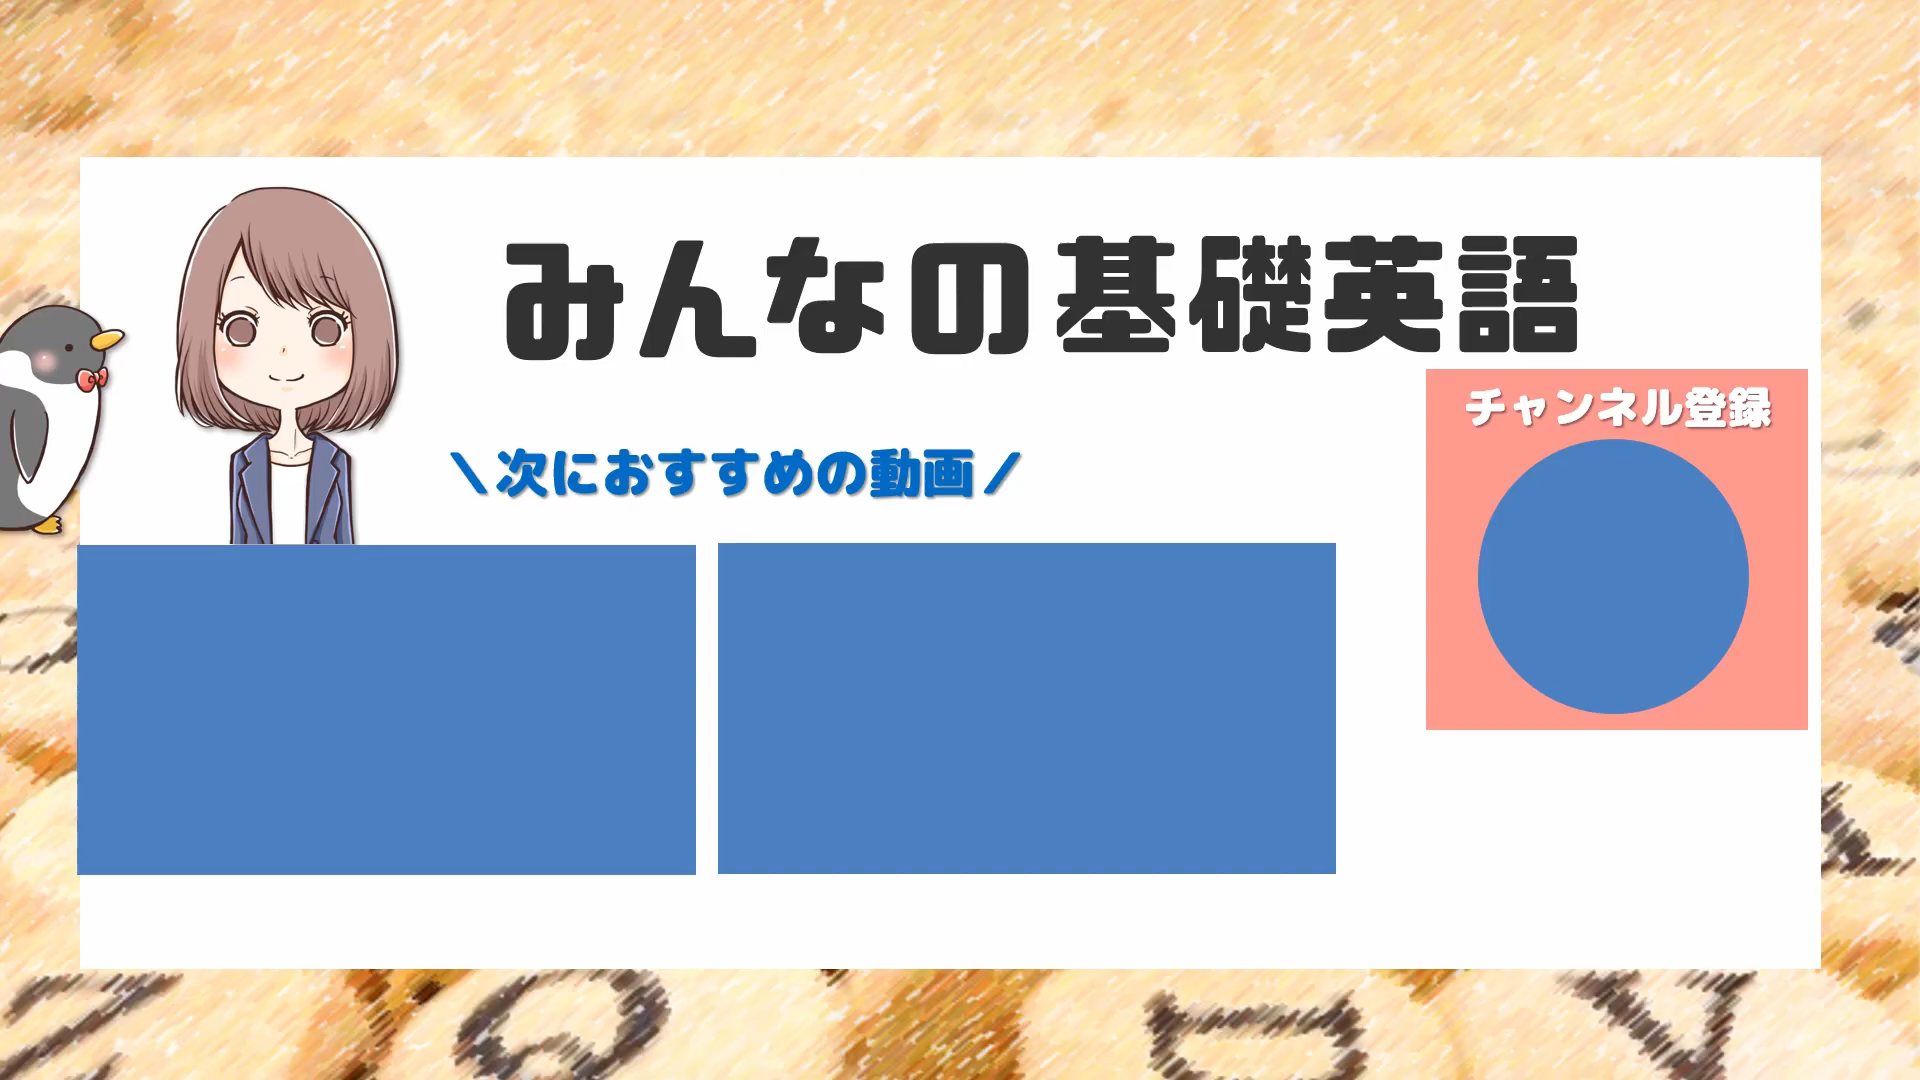 みんなの基礎英語
チャンネル登録
＼次におすすめの動画／
Q